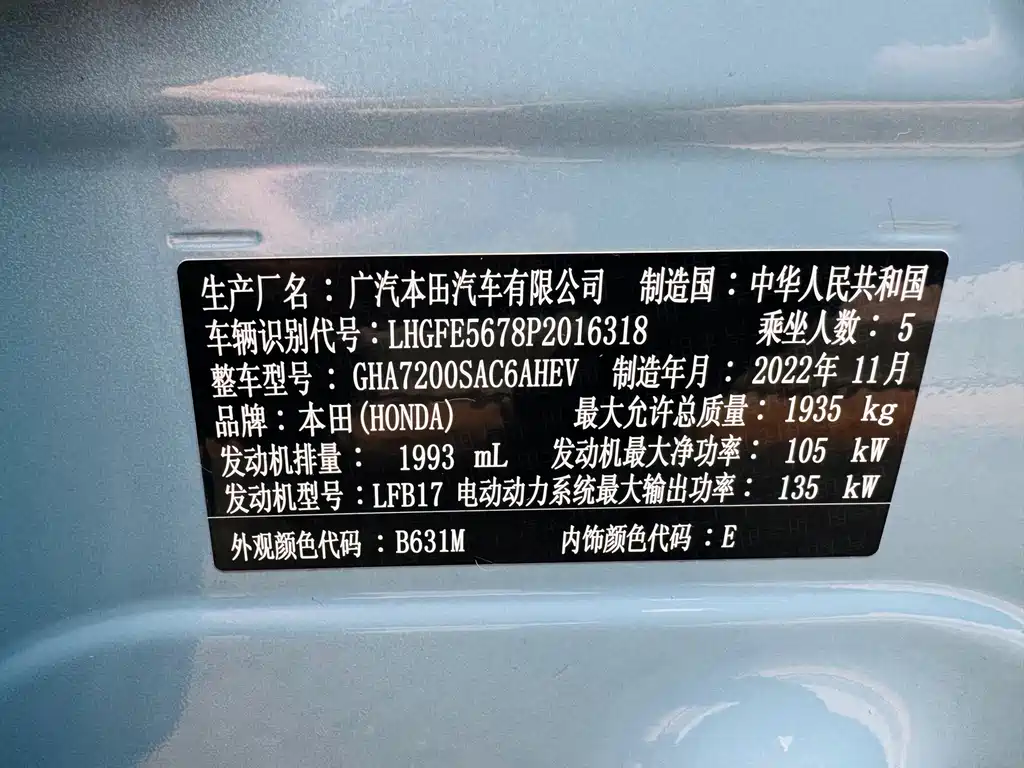 生产厂名：广汽本田汽车有限公司 制造国：中华人民共和国
车辆识别代号：LHGFE5678P2016318 乘坐人数：5
整车型号：GHA7200SAC6AHEV 制造年月：2022年 11月
品牌：本田(HONDA) 最大允许总质量：1935 kg
发动机排量： 1993 mL 发动机最大净功率： 105 kW
发动机型号：LFB17 电动动力系统最大输出功率： 135 kW
外观颜色代码：B631M 内饰颜色代码：E